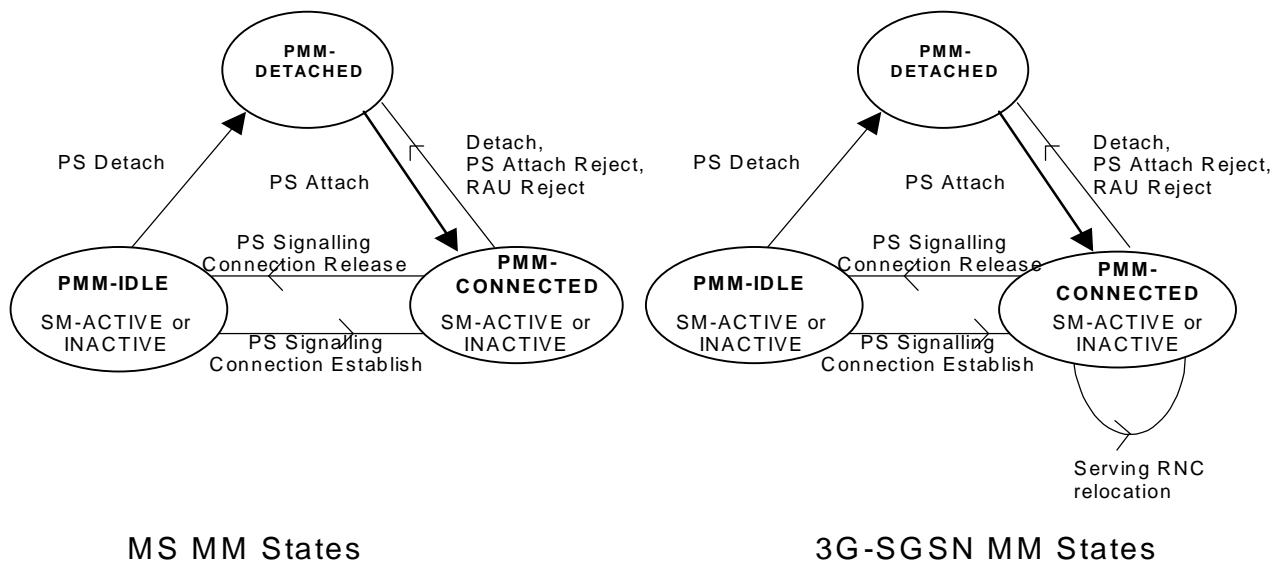 PMM-
DETACHED
PS Detach
PS Attach
Detach,
PS Attach Reject,
RAU Reject
PS Signalling
Connection Release
PMM-IDLE
SM-ACTIVE or
INACTIVE
PMM-
CONNECTED
SM-ACTIVE or
INACTIVE
PS Signalling
Connection Establish
MS MM States
PMM-
DETACHED
PS Detach
PS Attach
Detach,
PS Attach Reject,
RAU Reject
PS Signalling
Connection Release
PMM-IDLE
SM-ACTIVE or
INACTIVE
PMM-
CONNECTED
SM-ACTIVE or
INACTIVE
PS Signalling
Connection Establish
Serving RNC
relocation
3G-SGSN MM States